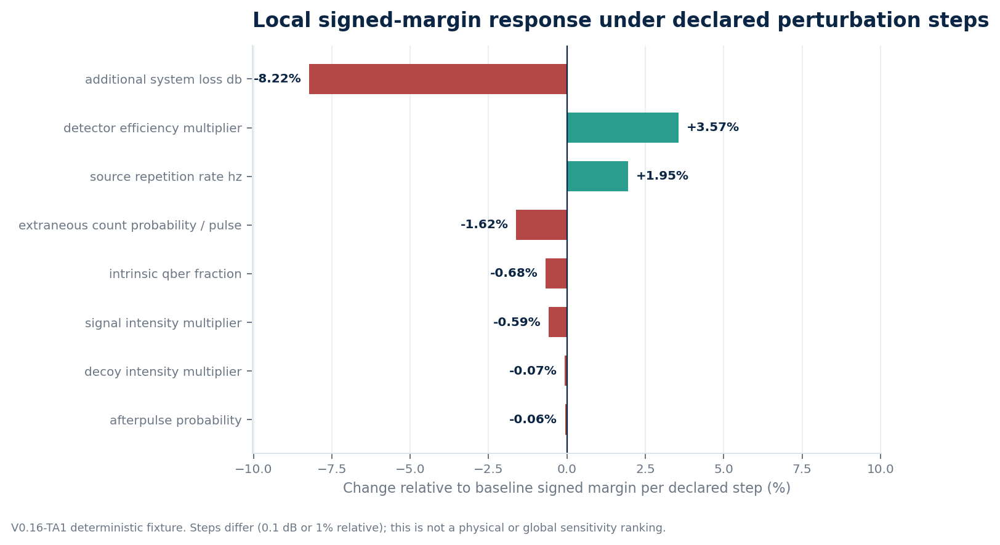 Local signed-margin response under declared perturbation steps
additional system loss db
-8.22%
detector efficiency multiplier
+3.57%
source repetition rate hz
+1.95%
extraneous count probability / pulse
-1.62%
intrinsic qber fraction
-0.68%
signal intensity multiplier
-0.59%
decoy intensity multiplier
-0.07%
afterpulse probability
-0.06%
−10.0 −7.5 −5.0 −2.5 0.0 2.5 5.0 7.5 10.0
Change relative to baseline signed margin per declared step (%)
V0.16-TA1 deterministic fixture. Steps differ (0.1 dB or 1% relative); this is not a physical or global sensitivity ranking.